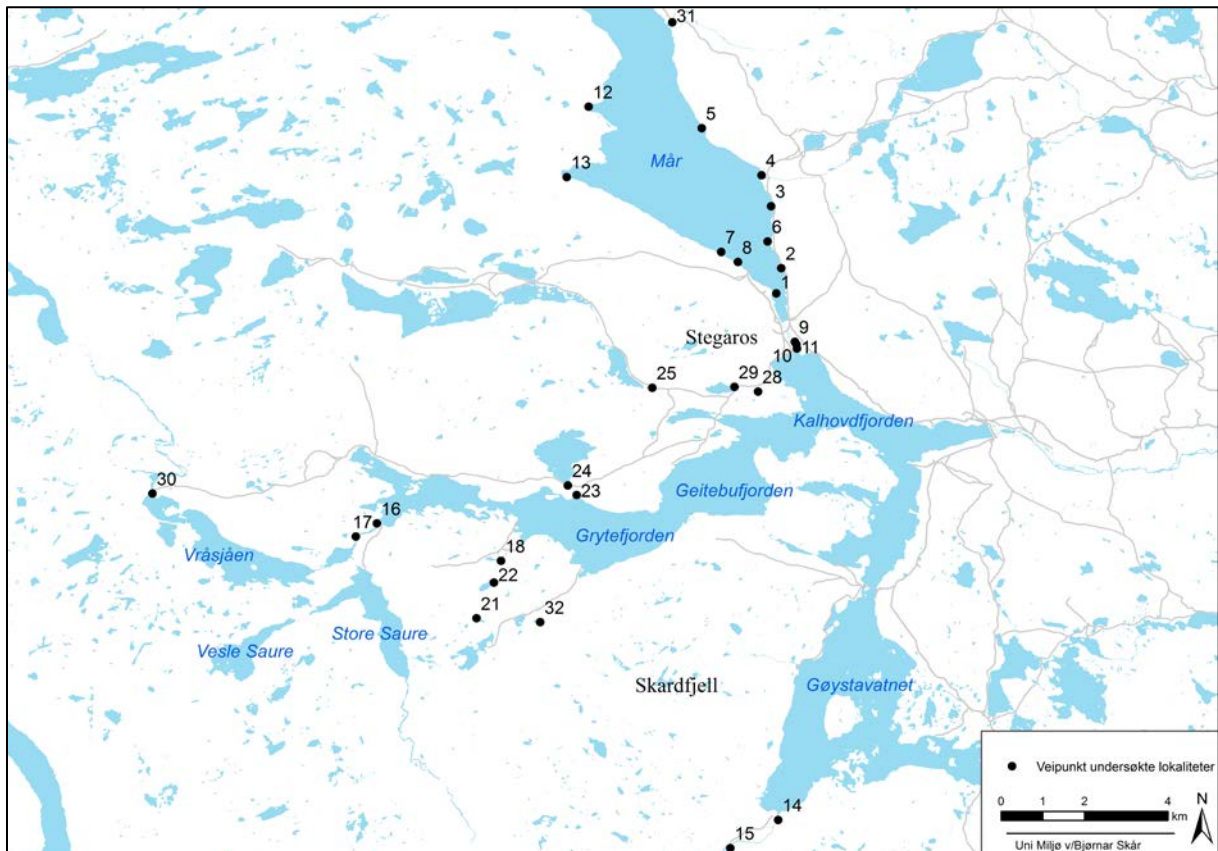 31
12
5
Mår
4
13
3
6
7
8
2
1
9
Stegaros
11
10
25
29
28
Kalhovdfjorden
24
30
23
Geitebufjorden
16
17
Grytefjorden
Vråsjåen
18
22
21
32
Store Saure
Vesle Saure
Skardfjell
Gøystavatnet
Veipunkt undersøkte lokaliteter
N
0 1 2 4
km
14
15
Uni Miljø v/Bjørnar Skår